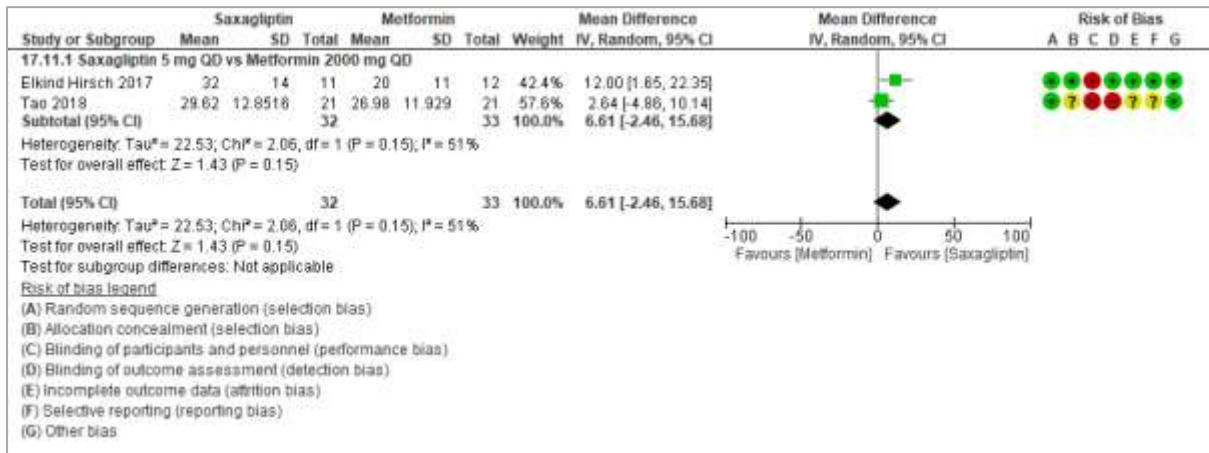 Saxagliptin Metformin Mean Difference Mean Difference Risk of Bias
Study or Subgroup Mean SD Total Mean SD Total Weight IV, Random, 95% CI IV, Random, 95% CI A B C D E F G
17.11.1 Saxagliptin 5 mg QD vs Metformin 2000 mg QD
Elkind Hirsch 2017 32 14 11 20 11 12 42.4% 12.00 [1.65, 22.35]
Tao 2018 29.62 12.8516 21 26.98 11.929 21 57.6% 2.64 [-4.86, 10.14] ? ? ?
Subtotal (95% CI) 32 33 100.0% 6.61 [-2.46, 15.68]
Heterogeneity: Tau² = 22.53; Chi² = 2.06, df = 1 (P = 0.15); I² = 51%
Test for overall effect: Z = 1.43 (P = 0.15)
Total (95% CI) 32 33 100.0% 6.61 [-2.46, 15.68]
Heterogeneity: Tau² = 22.53; Chi² = 2.06, df = 1 (P = 0.15); I² = 51%
Test for overall effect: Z = 1.43 (P = 0.15)
Test for subgroup differences: Not applicable
-100 -50 0 50 100
Favours [Metformin] Favours [Saxagliptin]
Risk of bias legend
(A) Random sequence generation (selection bias)
(B) Allocation concealment (selection bias)
(C) Blinding of participants and personnel (performance bias)
(D) Blinding of outcome assessment (detection bias)
(E) Incomplete outcome data (attrition bias)
(F) Selective reporting (reporting bias)
(G) Other bias